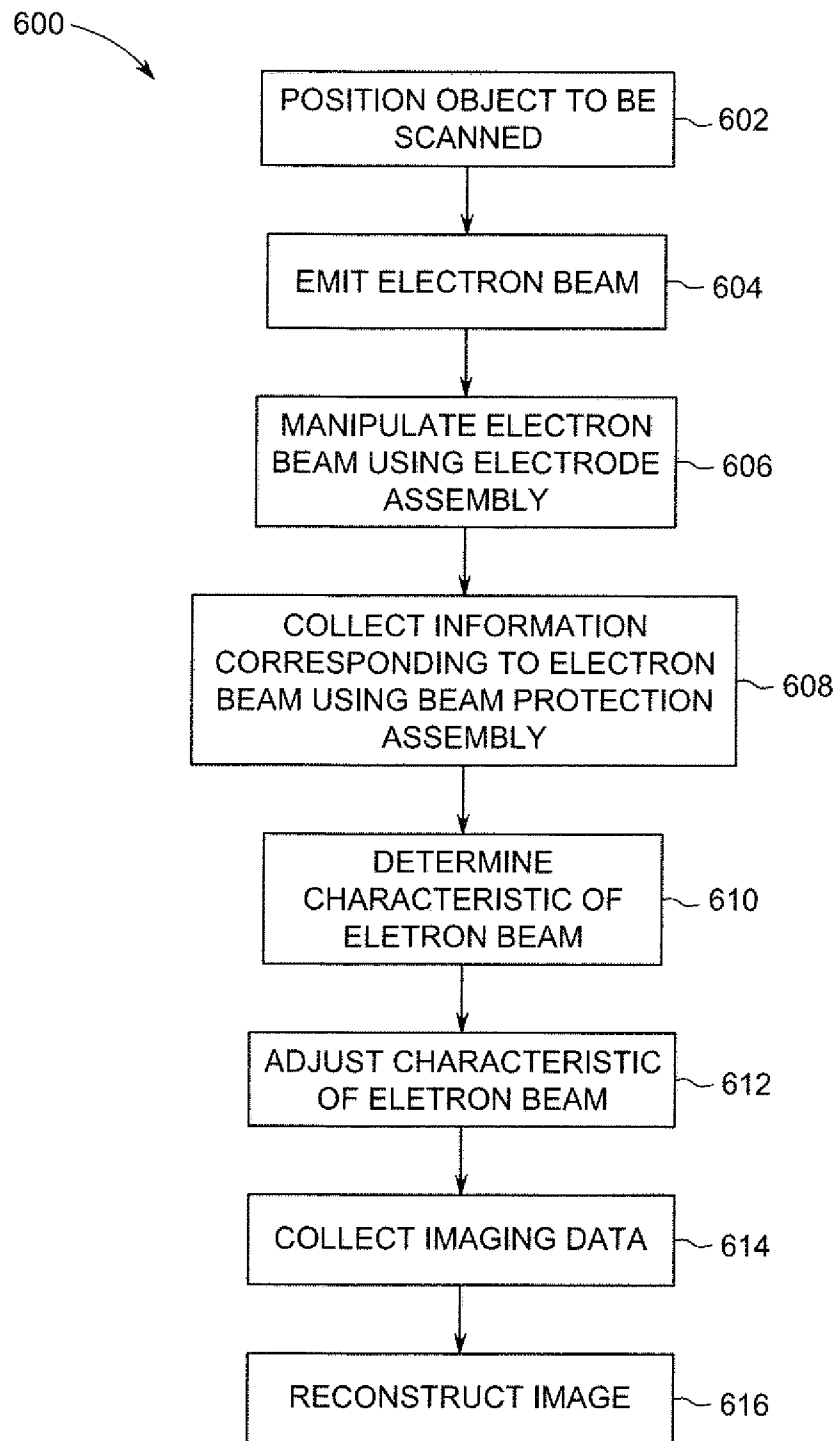 600
POSITION OBJECT TO BE
SCANNED
602
EMIT ELECTRON BEAM
604
MANIPULATE ELECTRON
BEAM USING ELECTRODE
ASSEMBLY
606
COLLECT INFORMATION
CORRESPONDING TO ELECTRON
BEAM USING BEAM PROTECTION
ASSEMBLY
608
DETERMINE
CHARACTERISTIC OF
ELETRON BEAM
610
ADJUST CHARACTERISTIC
OF ELETRON BEAM
612
COLLECT IMAGING DATA
614
RECONSTRUCT IMAGE
616